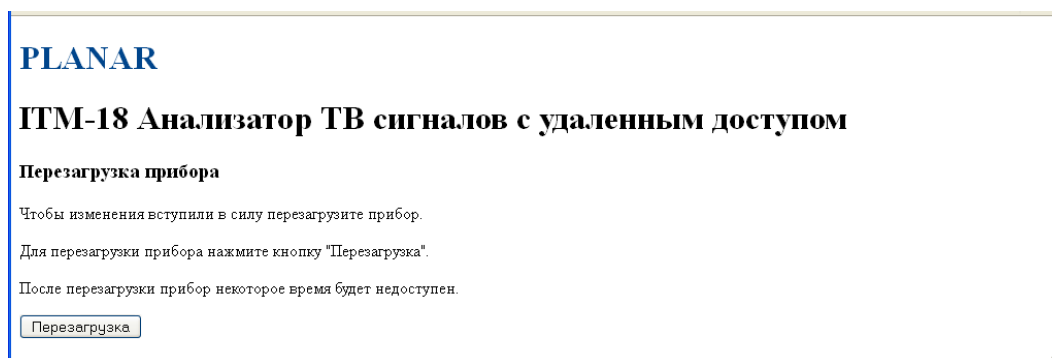 PLANAR
ITM-18 Анализатор ТВ сигналов с удаленным доступом
Перезагрузка прибора
Чтобы изменения вступили в силу перезагрузите прибор.
Для перезагрузки прибора нажмите кнопку "Перезагрузка".
После перезагрузки прибор некоторое время будет недоступен.
Перезагрузка